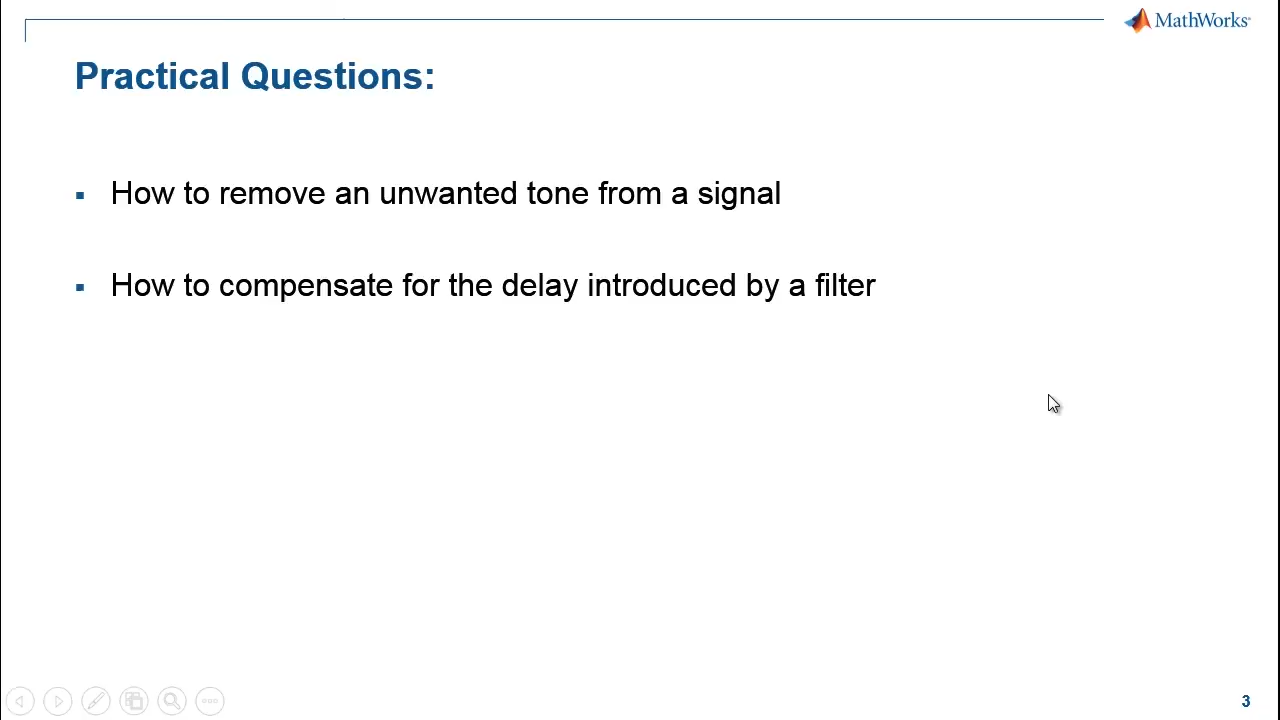 MathWorks
Practical Questions:
How to remove an unwanted tone from a signal
How to compensate for the delay introduced by a filter
3